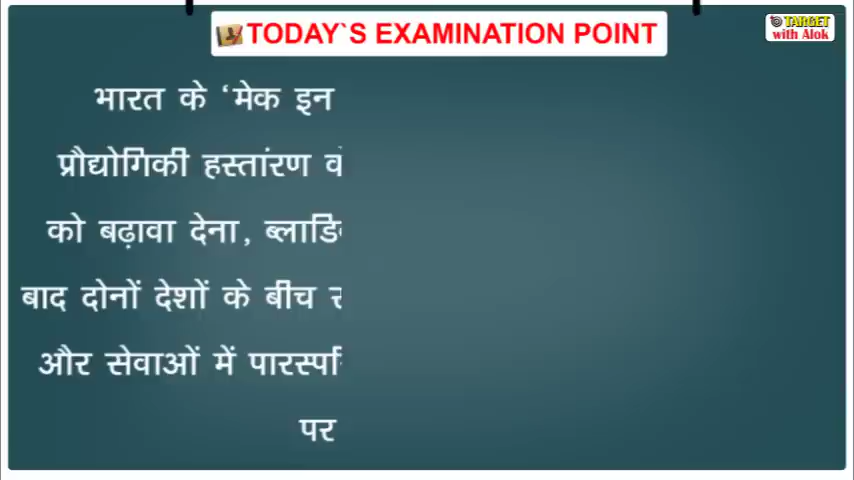 TODAY`S EXAMINATION POINT
TARGET
with Alok
भारत के ‘मेक इन
प्रौद्योगिकी हस्तांरण
को बढ़ावा देना,
बाद दोनों देशों के बीच
और सेवाओं में
पर